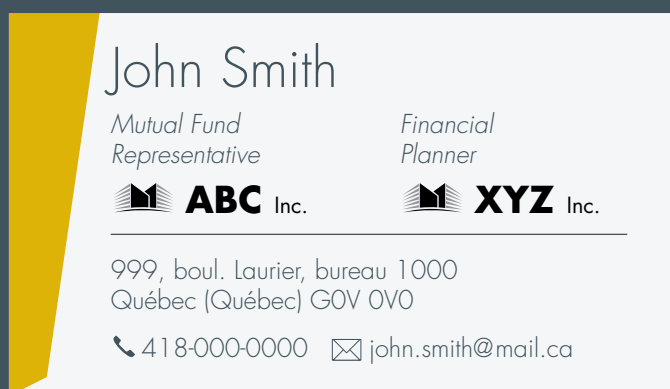 John Smith
Mutual Fund
Representative
ABC Inc.
Financial
Planner
XYZ Inc.
999, boul. Laurier, bureau 1000
Québec (Québec) G0V 0V0
418-000-0000 john.smith@mail.ca